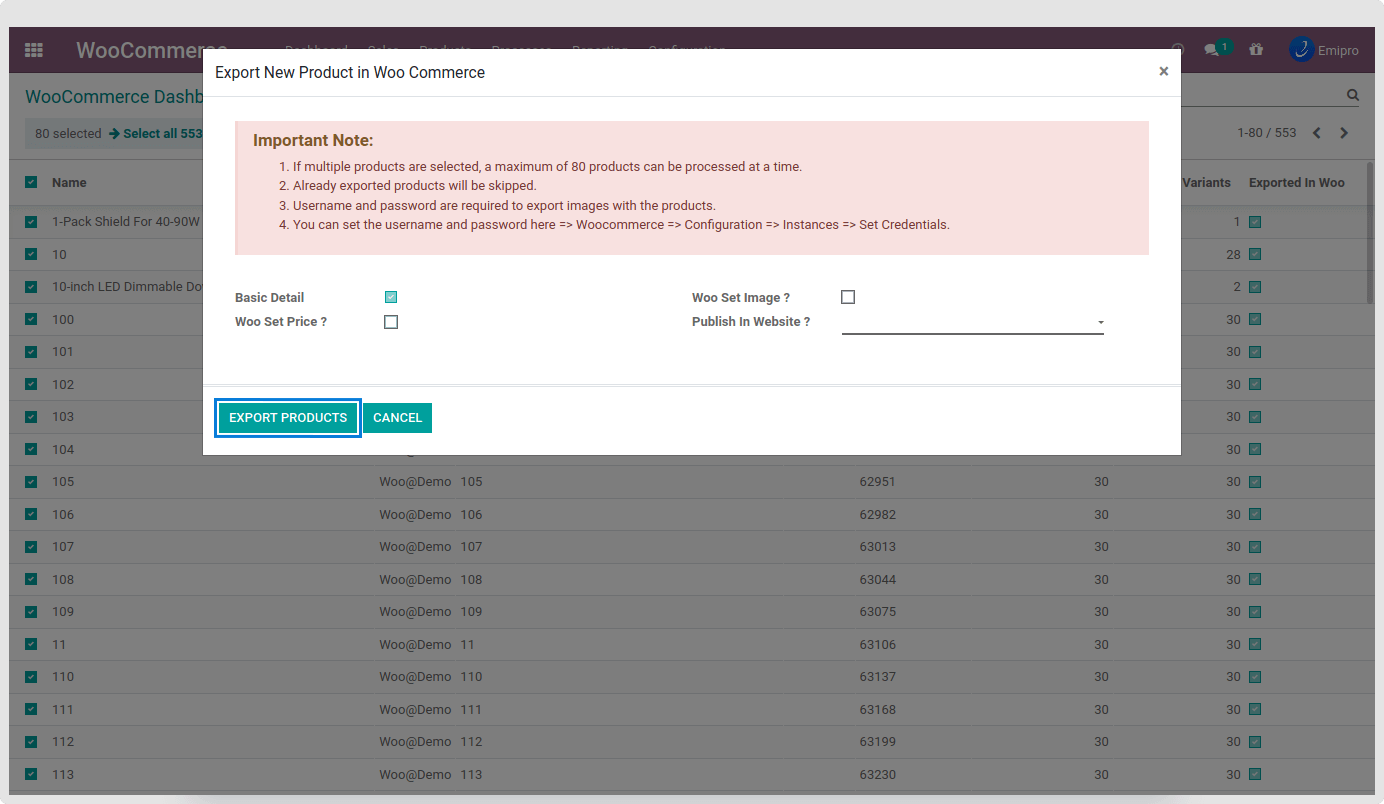 WooCommerce Dashboard Sales Products Processes Reporting Configuration 1 Emipro
Export New Product in Woo Commerce ×
WooCommerce Dashb
80 selected Select all 553 1-80 / 553
Important Note:
1. If multiple products are selected, a maximum of 80 products can be processed at a time.
2. Already exported products will be skipped.
3. Username and password are required to export images with the products.
4. You can set the username and password here => Woocommerce => Configuration => Instances => Set Credentials.
Name Variants Exported In Woo
1-Pack Shield For 40-90W 1
10 28
10-inch LED Dimmable Do 2
100 30
101 30
102 30
103 30
104 30
Basic Detail Woo Set Image ?
Woo Set Price ? Publish In Website ?
EXPORT PRODUCTS CANCEL
105 Woo@Demo 105 62951 30 30
106 Woo@Demo 106 62982 30 30
107 Woo@Demo 107 63013 30 30
108 Woo@Demo 108 63044 30 30
109 Woo@Demo 109 63075 30 30
11 Woo@Demo 11 63106 30 30
110 Woo@Demo 110 63137 30 30
111 Woo@Demo 111 63168 30 30
112 Woo@Demo 112 63199 30 30
113 Woo@Demo 113 63230 30 30